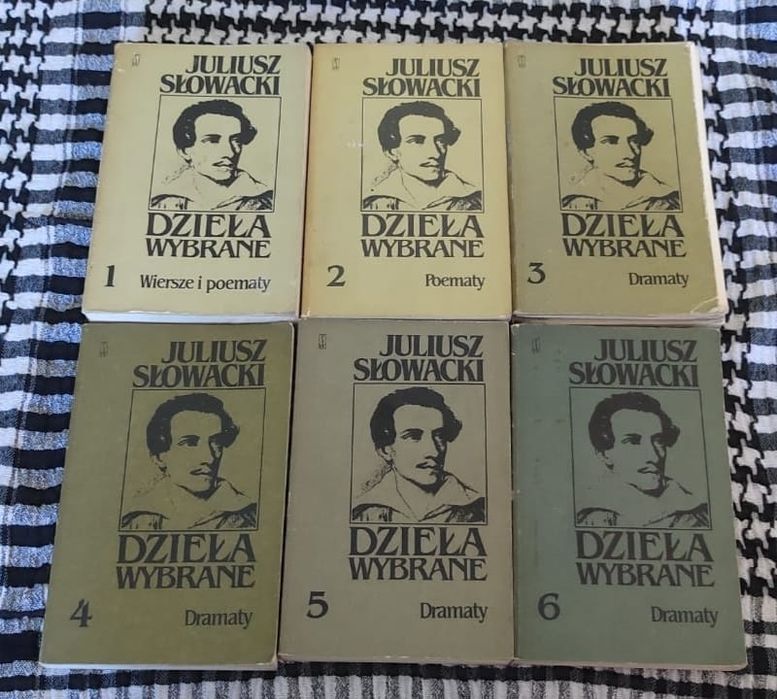 JULIUSZ
SŁOWACKI
DZIEŁA
WYBRANE
1 Wiersze i poematy
JULIUSZ
SŁOWACKI
DZIEŁA
WYBRANE
2 Poematy
JULIUSZ
SŁOWACKI
DZIEŁA
WYBRANE
3 Dramaty
JULIUSZ
SŁOWACKI
DZIEŁA
WYBRANE
4 Dramaty
JULIUSZ
SŁOWACKI
DZIEŁA
WYBRANE
5 Dramaty
JULIUSZ
SŁOWACKI
DZIEŁA
WYBRANE
6 Dramaty